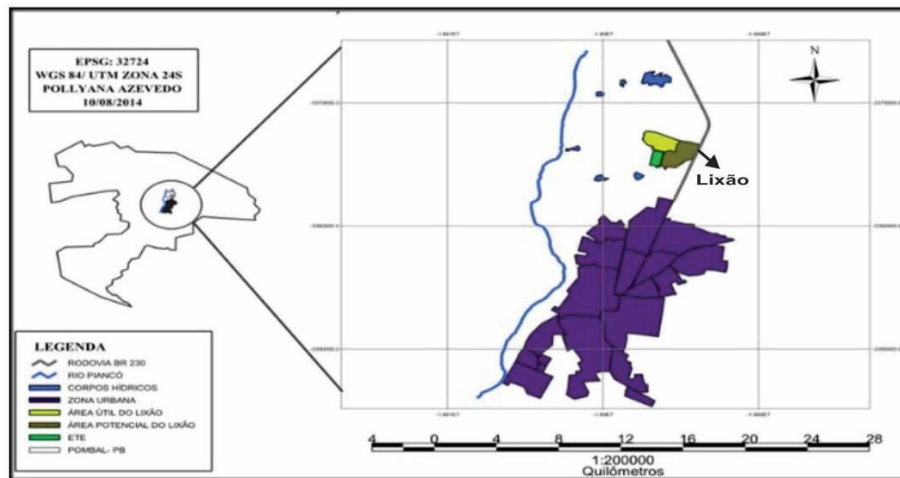 EPSG: 32724
WGS 84/ UTM ZONA 24S
POLLYANA AZEVEDO
10/08/2014
N
Lixão
LEGENDA
RODOVIA BR 230
RIO PIANCÓ
CORPOS HÍDRICOS
ZONA URBANA
ÁREA ÚTIL DO LIXÃO
ÁREA POTENCIAL DO LIXÃO
ETE
POMBAL- PB
4 0 4 8 12 16 20 24 28
1:200000
Quilômetros